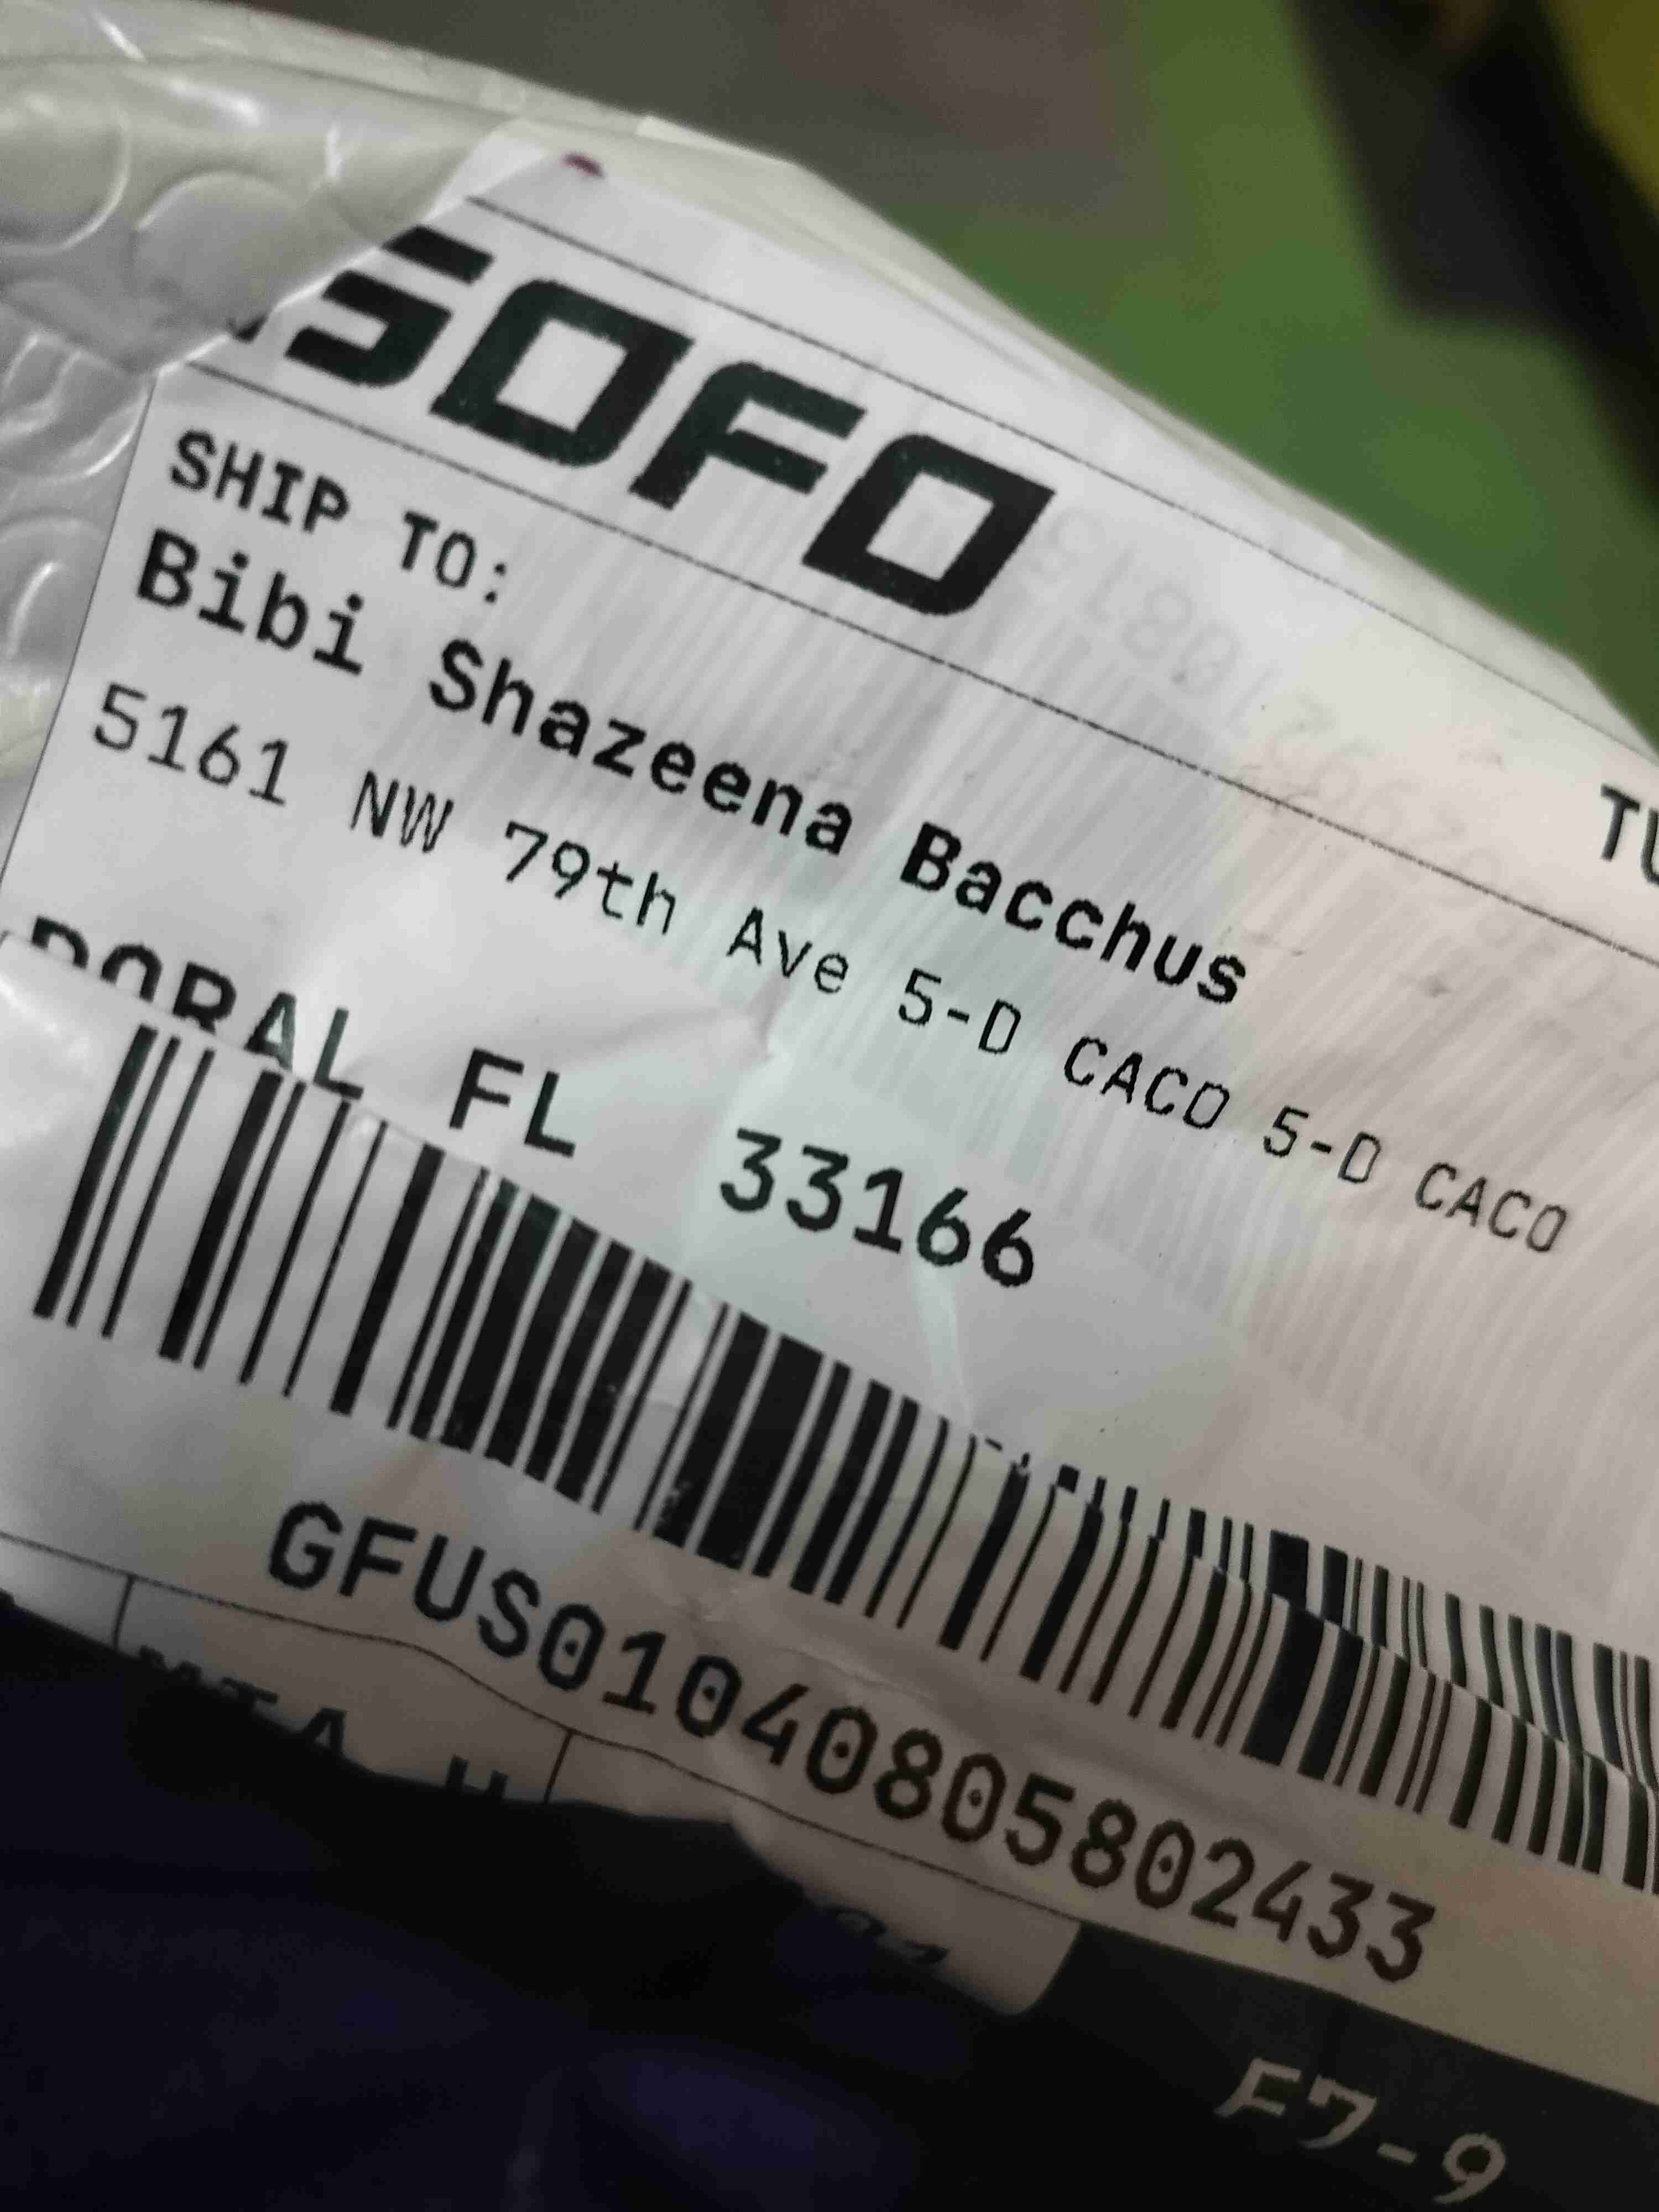 SOFO
SHIP TO:
Bibi Shazeena Bacchus
5161 NW 79th Ave 5-D CACO 5-D CACO
DORAL FL 33166
GFUS01040805802433
F7-9